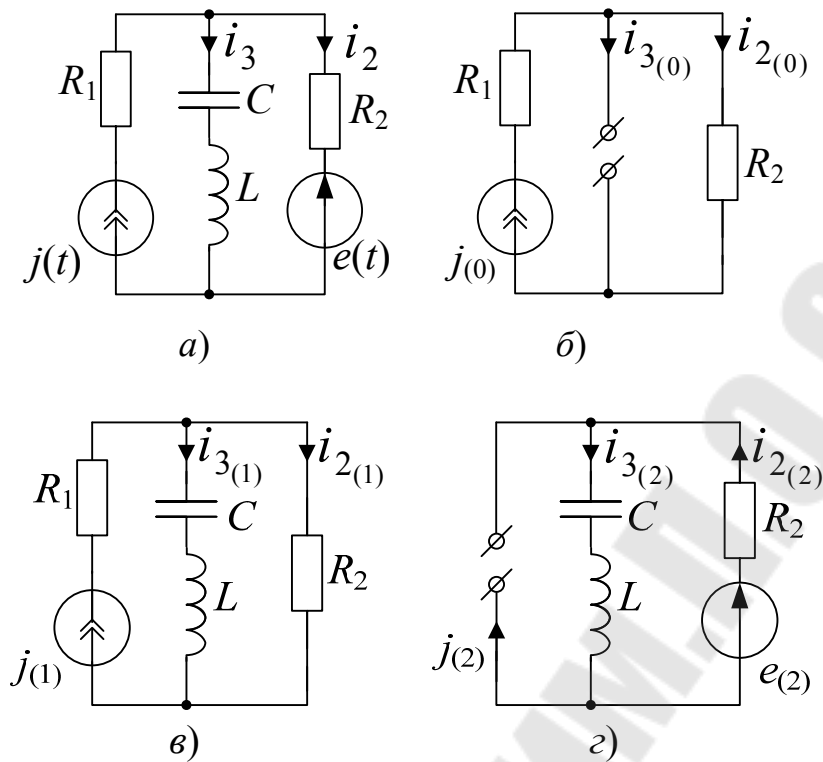 i3 i2
R1 C R2
L
j(t) e(t)
а)
i3(0) i2(0)
R1 R2
j(0)
б)
i3(1) i2(1)
R1 C R2
L
j(1)
в)
i3(2) i2(2)
C R2
L
j(2) e(2)
г)